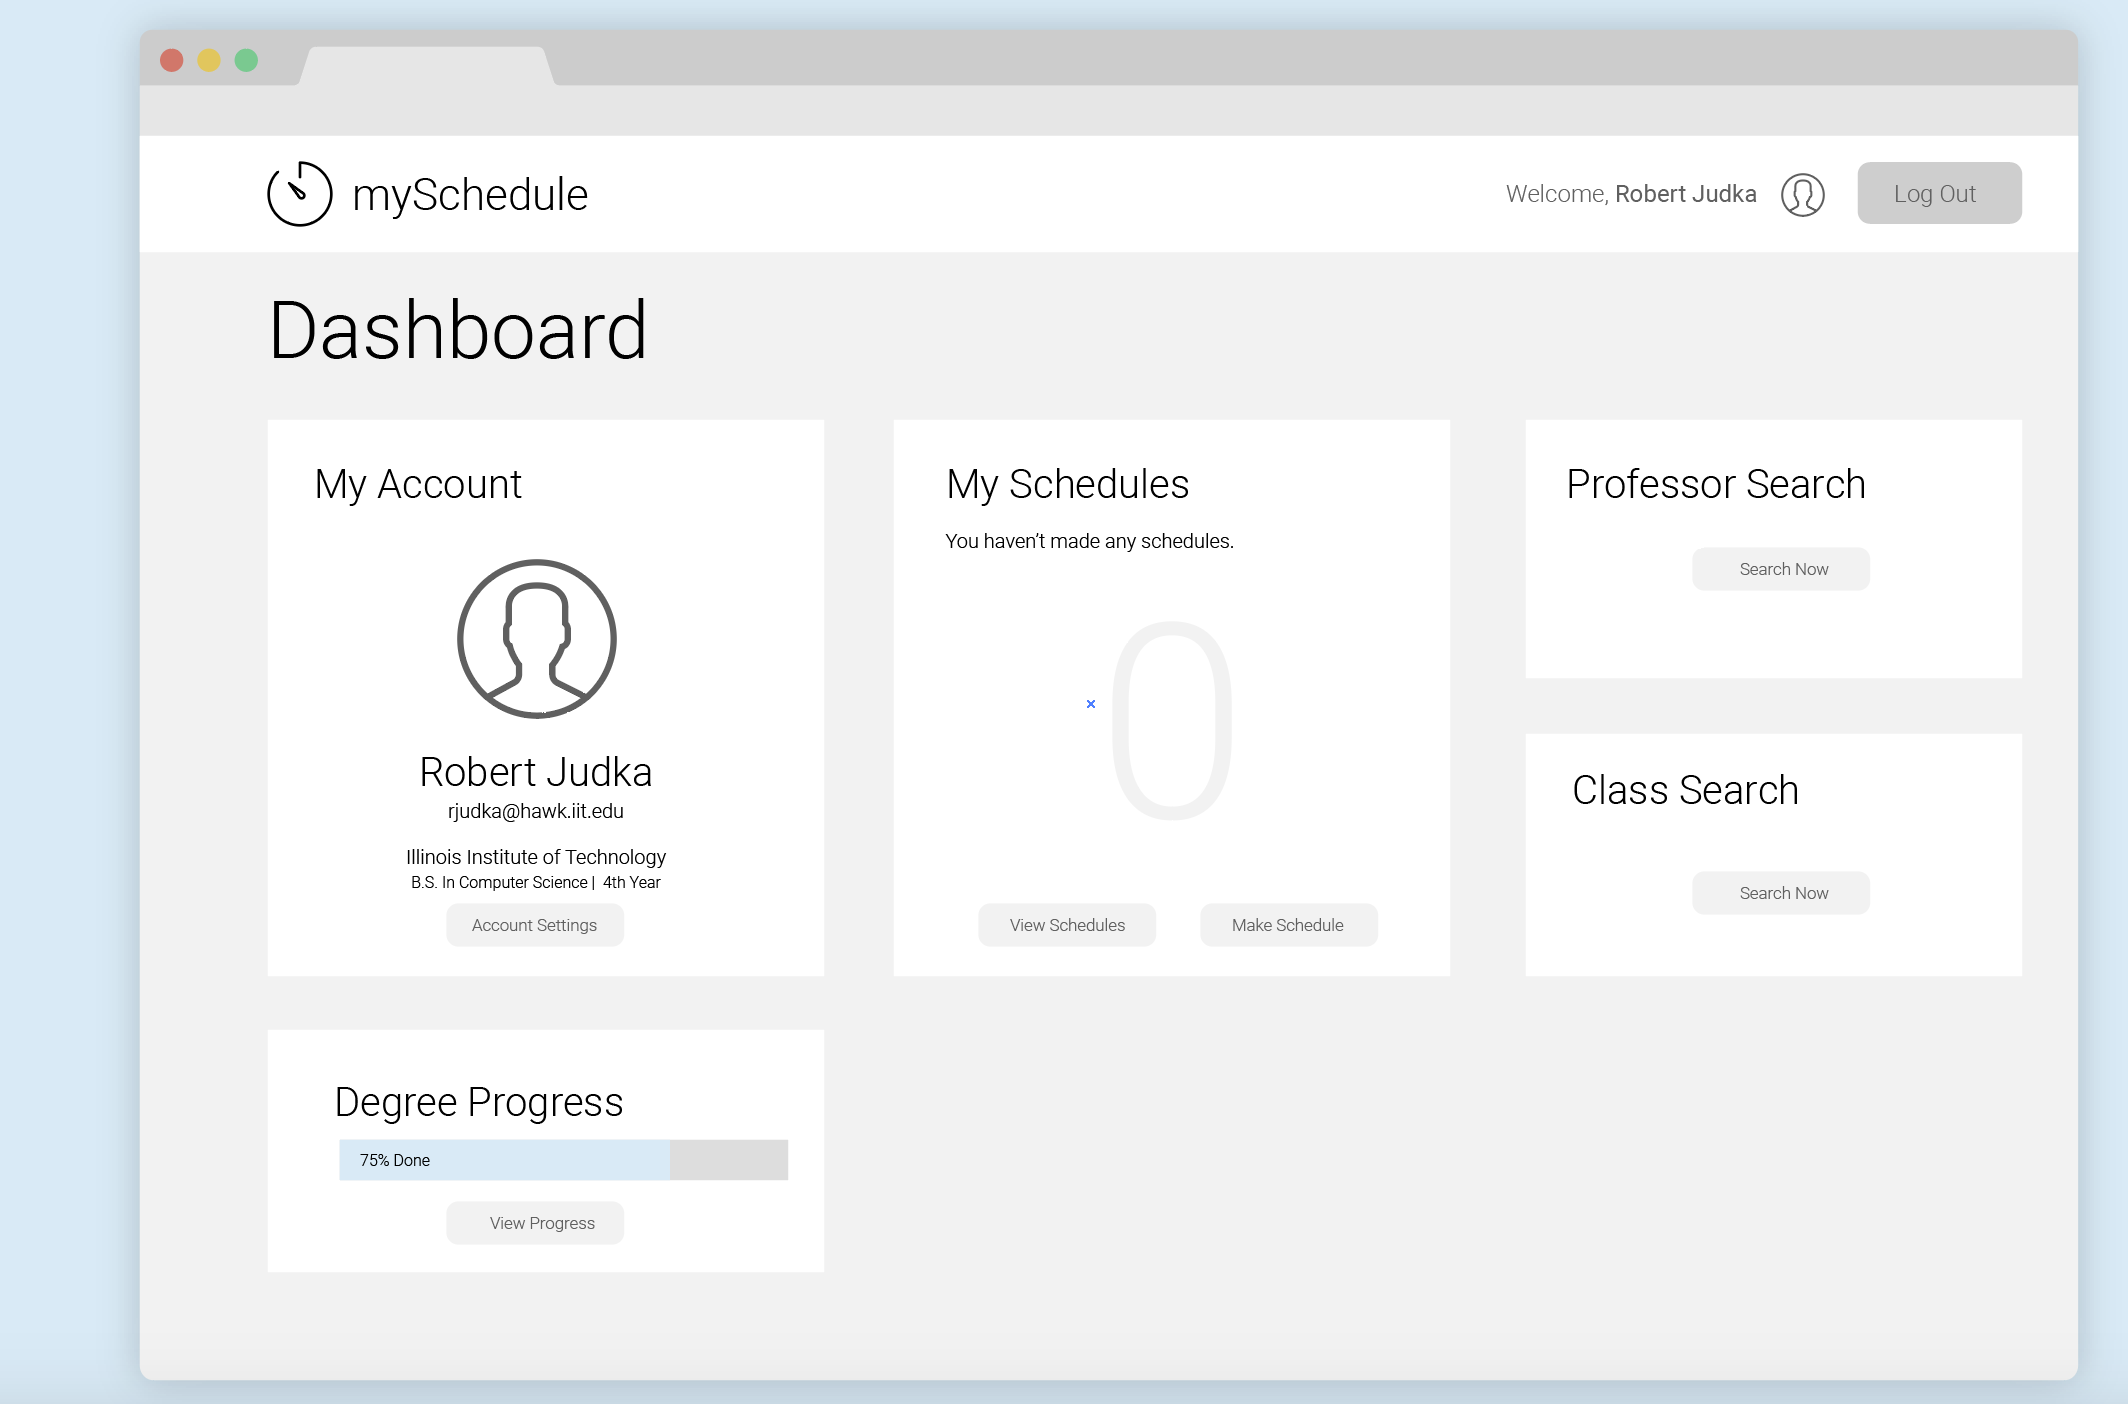 mySchedule
Welcome, Robert Judka
Log Out
Dashboard
My Account
Robert Judka
rjudka@hawk.iit.edu
Illinois Institute of Technology
B.S. In Computer Science | 4th Year
Account Settings
My Schedules
You haven’t made any schedules.
0
View Schedules
Make Schedule
Professor Search
Search Now
Class Search
Search Now
Degree Progress
75% Done
View Progress